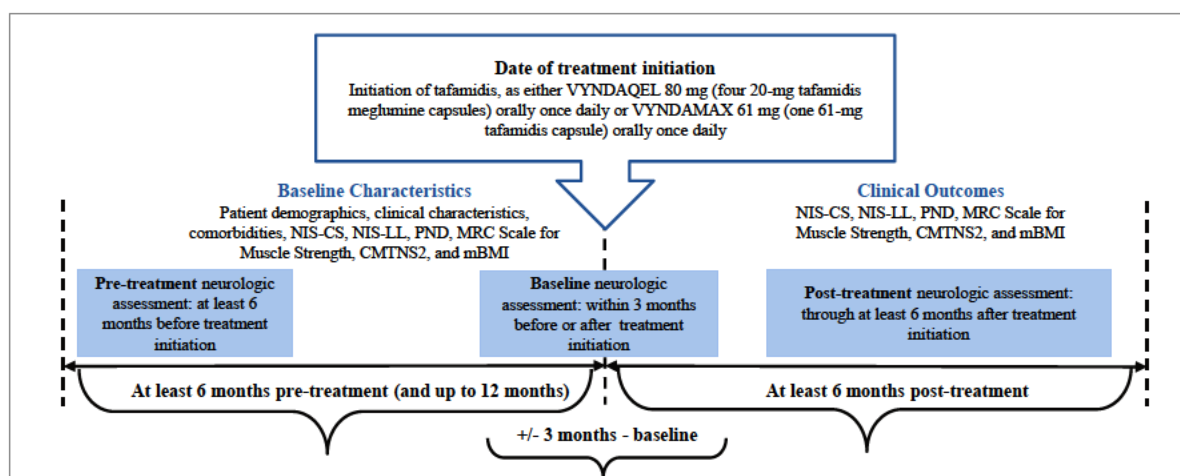 Date of treatment initiation
Initiation of tafamidis, as either VYNDAQEL 80 mg (four 20-mg tafamidis
meglumine capsules) orally once daily or VYNDAMAX 61 mg (one 61-mg
tafamidis capsule) orally once daily
Baseline Characteristics
Patient demographics, clinical characteristics,
comorbidities, NIS-CS, NIS-LL, PND, MRC Scale for
Muscle Strength, CMTNS2, and mBMI
Clinical Outcomes
NIS-CS, NIS-LL, PND, MRC Scale for
Muscle Strength, CMTNS2, and mBMI
Pre-treatment neurologic
assessment: at least 6
months before treatment
initiation
Baseline neurologic
assessment: within 3 months
before or after treatment
initiation
Post-treatment neurologic assessment:
through at least 6 months after treatment
initiation
At least 6 months pre-treatment (and up to 12 months)
At least 6 months post-treatment
+/- 3 months - baseline